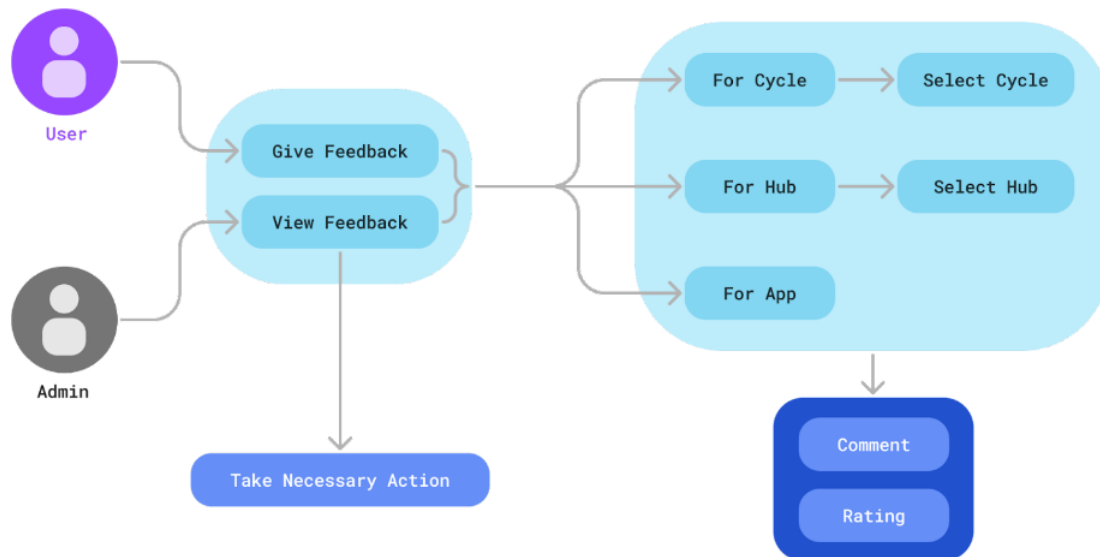 User
Admin
Give Feedback
View Feedback
Take Necessary Action
For Cycle
Select Cycle
For Hub
Select Hub
For App
Comment
Rating